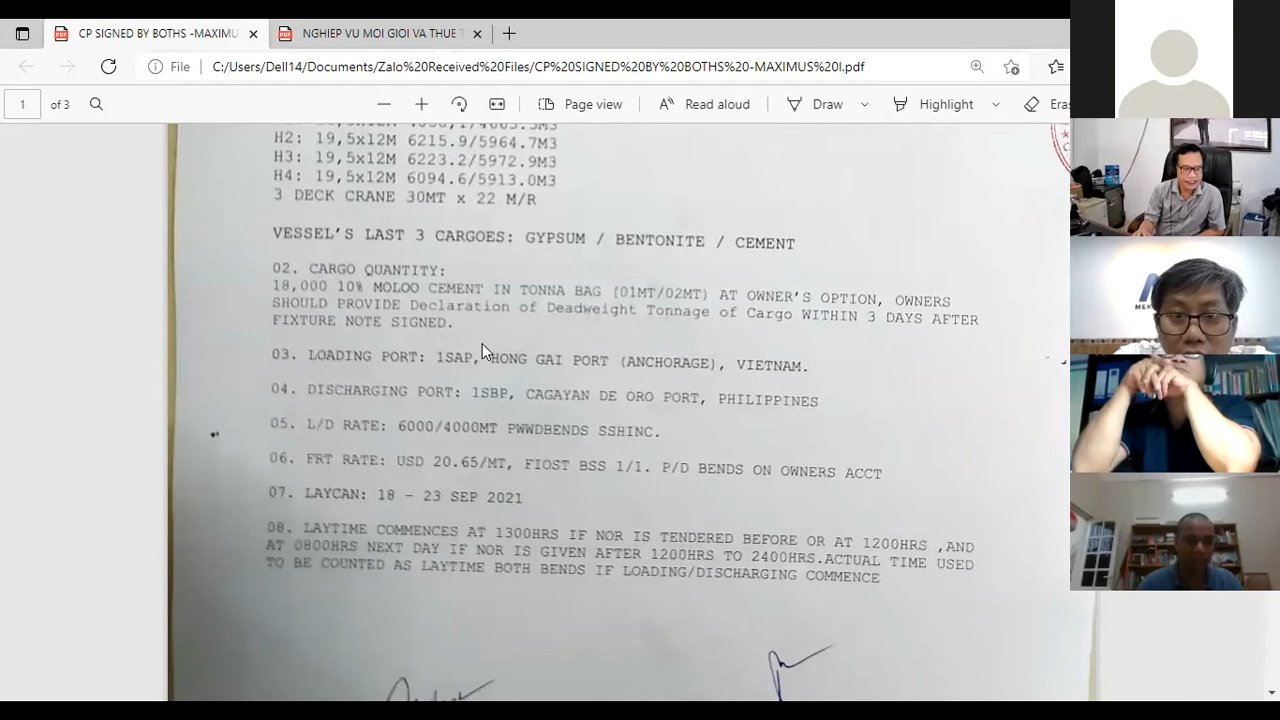 CP SIGNED BY BOTHS -MAXIMU
NGHIEP VU MOI GIOI VA THUE T
File
C:/Users/Dell14/Documents/Zalo%20Received%20Files/CP%20SIGNED%20BY%20BOTHS%20-MAXIMUS%20I.pdf
1 of 3
Page view
Read aloud
Draw
Highlight
Eras
H2: 19,5x12M 6215.9/5964.7M3
H3: 19,5x12M 6223.2/5972.9M3
H4: 19,5x12M 6094.6/5913.0M3
3 DECK CRANE 30MT x 22 M/R
VESSEL'S LAST 3 CARGOES: GYPSUM / BENTONITE / CEMENT
02. CARGO QUANTITY:
18,000 10% MOLOO CEMENT IN TONNA BAG (01MT/02MT) AT OWNER'S OPTION, OWNERS
SHOULD PROVIDE Declaration of Deadweight Tonnage of Cargo WITHIN 3 DAYS AFTER
FIXTURE NOTE SIGNED.
03. LOADING PORT: 1SAP, HONG GAI PORT (ANCHORAGE), VIETNAM.
04. DISCHARGING PORT: 1SBP, CAGAYAN DE ORO PORT, PHILIPPINES
05. L/D RATE: 6000/4000MT PWWDBENDS SSHINC.
06. FRT RATE: USD 20.65/MT, FIOST BSS 1/1. P/D BENDS ON OWNERS ACCT
07. LAYCAN: 18 - 23 SEP 2021
08. LAYTIME COMMENCES AT 1300HRS IF NOR IS TENDERED BEFORE OR AT 1200HRS ,AND
AT 0800HRS NEXT DAY IF NOR IS GIVEN AFTER 1200HRS TO 2400HRS.ACTUAL TIME USED
TO BE COUNTED AS LAYTIME BOTH BENDS IF LOADING/DISCHARGING COMMENCE